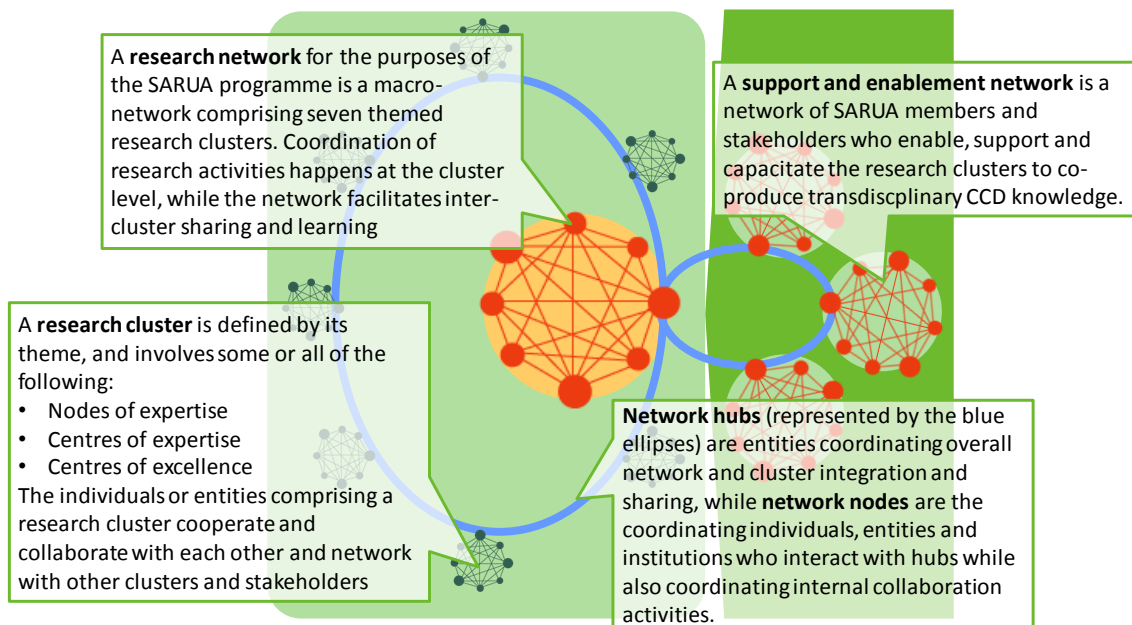 A research network for the purposes of
the SARUA programme is a macro-
network comprising seven themed
research clusters. Coordination of
research activities happens at the cluster
level, while the network facilitates inter-
cluster sharing and learning
A support and enablement network is a
network of SARUA members and
stakeholders who enable, support and
capacitate the research clusters to co-
produce transdiscplinary CCD knowledge.
A research cluster is defined by its
theme, and involves some or all of the
following:
• Nodes of expertise
• Centres of expertise
• Centres of excellence
The individuals or entities comprising a
research cluster cooperate and
collaborate with each other and network
with other clusters and stakeholders
Network hubs (represented by the blue
ellipses) are entities coordinating overall
network and cluster integration and
sharing, while network nodes are the
coordinating individuals, entities and
institutions who interact with hubs while
also coordinating internal collaboration
activities.